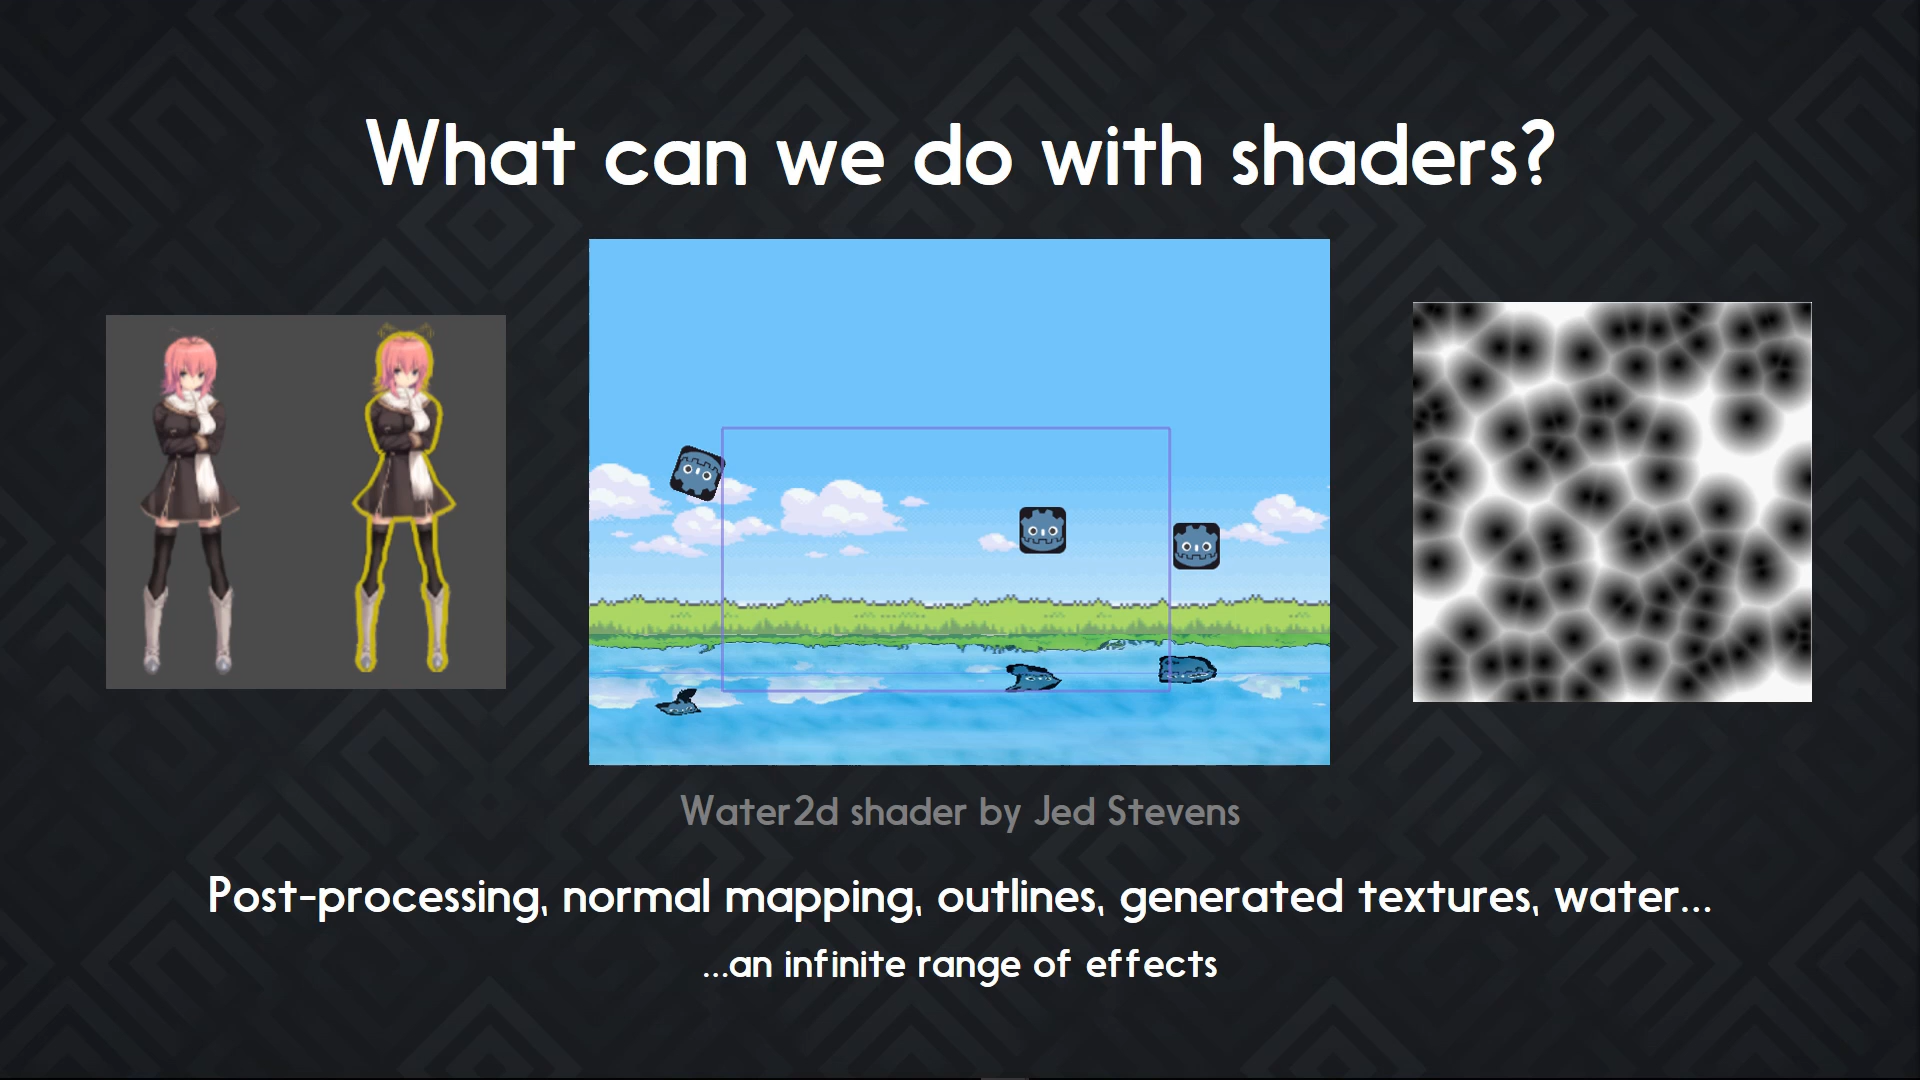 What can we do with shaders?
Water2d shader by Jed Stevens
Post-processing, normal mapping, outlines, generated textures, water...
...an infinite range of effects